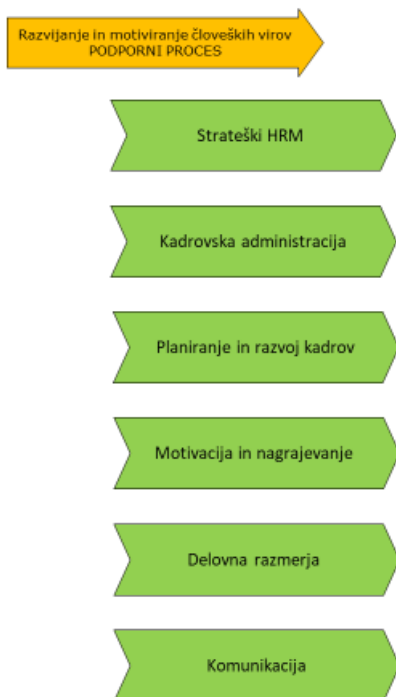 Razvijanje in motiviranje človeških virov
PODPORNI PROCES
Strateški HRM
Kadrovska administracija
Planiranje in razvoj kadrov
Motivacija in nagrajevanje
Delovna razmerja
Komunikacija